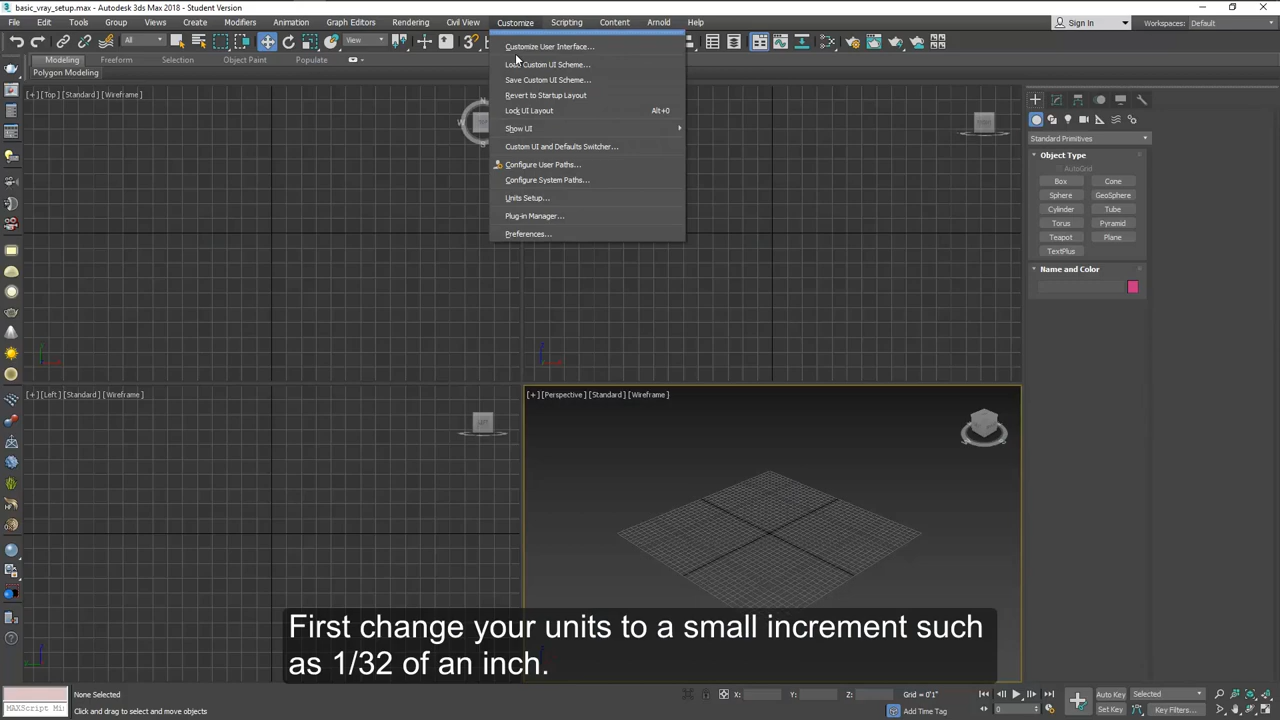 basic_vray_setup.max - Autodesk 3ds Max 2018 - Student Version
File Edit Tools Group Views Create Modifiers Animation Graph Editors Rendering Civil View Customize Scripting Content Arnold Help Sign In Workspaces: Default
All View
Modeling Freeform Selection Object Paint Populate
Polygon Modeling
Customize User Interface...
Load Custom UI Scheme...
Save Custom UI Scheme...
Revert to Startup Layout
Lock UI Layout Alt+0
Show UI
Custom UI and Defaults Switcher...
Configure User Paths...
Configure System Paths...
Units Setup...
Plug-in Manager...
Preferences...
[+] [Top] [Standard] [Wireframe]
Standard Primitives
Object Type
AutoGrid
Box Cone
Sphere GeoSphere
Cylinder Tube
Torus Pyramid
Teapot Plane
TextPlus
Name and Color
[+] [Left] [Standard] [Wireframe]
[+] [Perspective] [Standard] [Wireframe]
First change your units to a small increment such
as 1/32 of an inch.
None Selected X: Y: Z: Grid = 0'1" Auto Key Selected
MAXScript Mi Click and drag to select and move objects Add Time Tag 0 Set Key Key Filters...